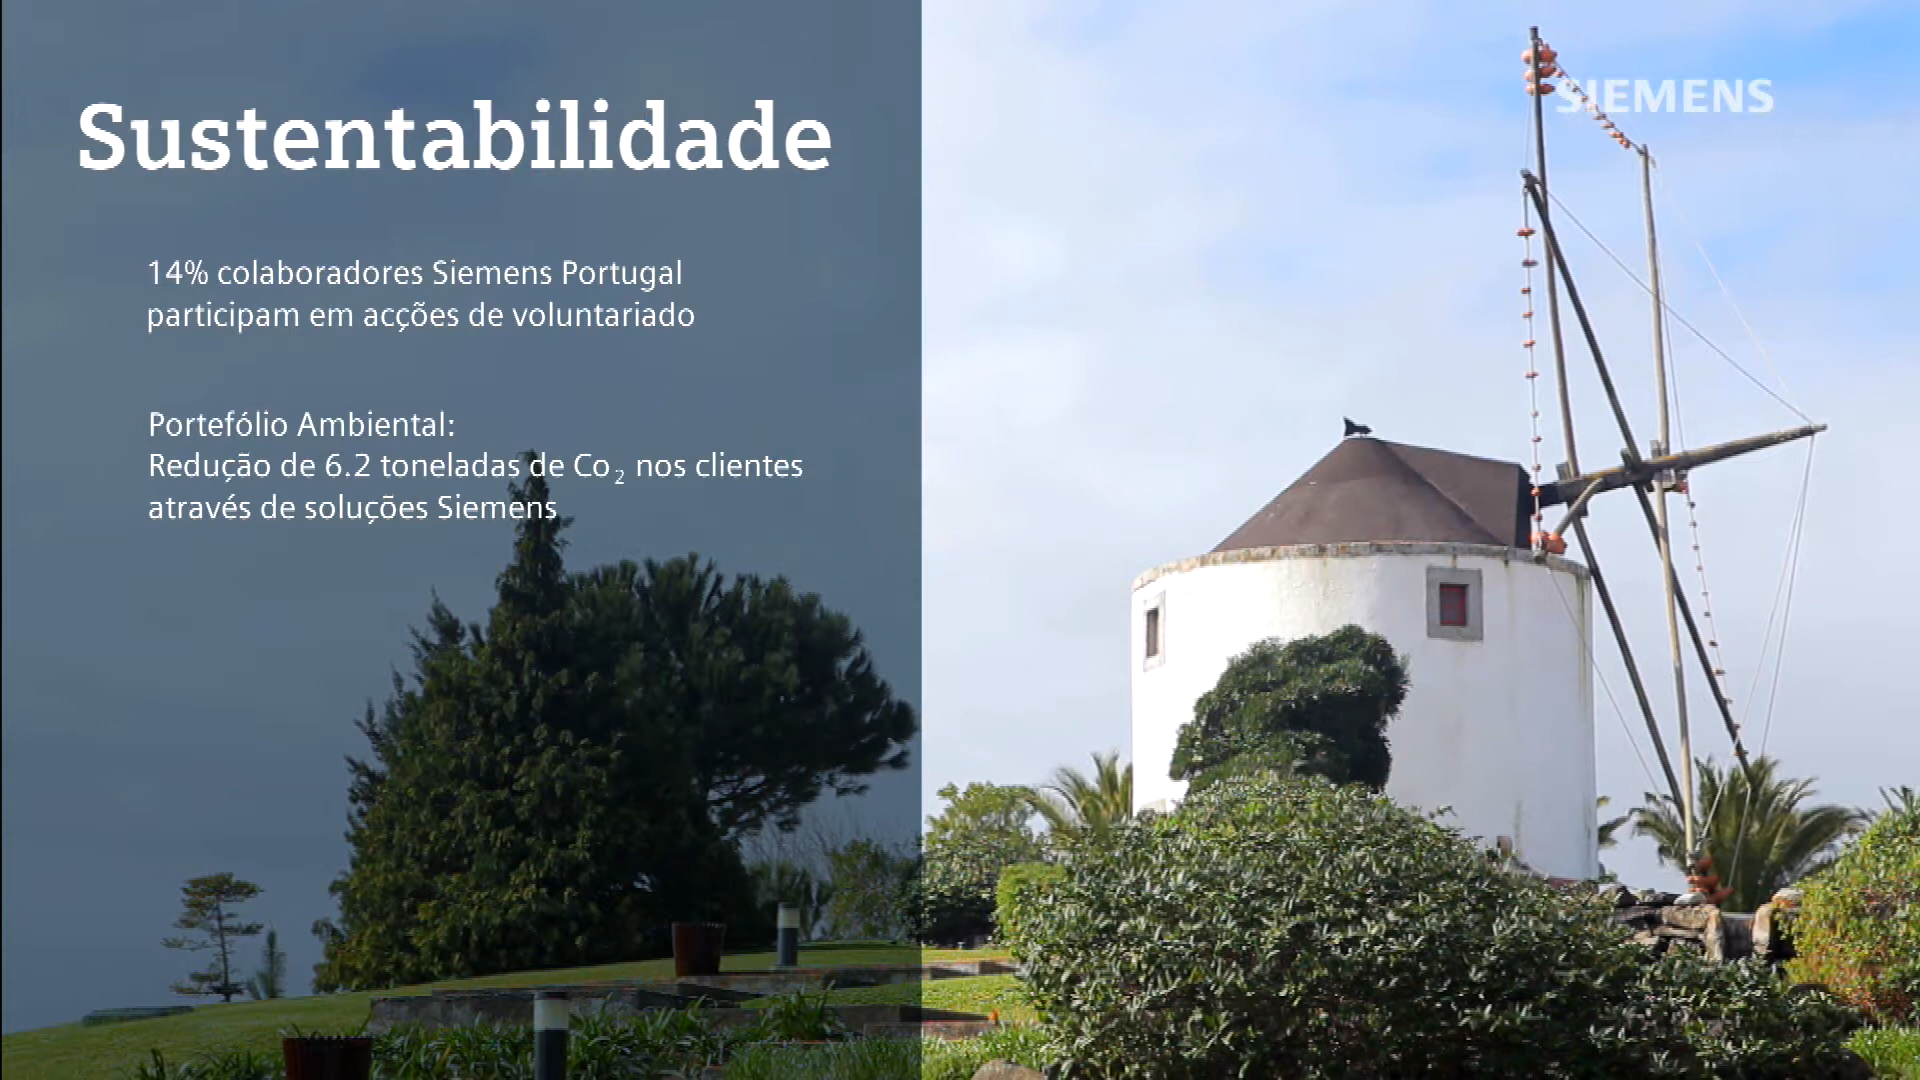 SIEMENS
Sustentabilidade
14% colaboradores Siemens Portugal
participam em acções de voluntariado
Portefólio Ambiental:
Redução de 6.2 toneladas de Co₂ nos clientes
através de soluções Siemens